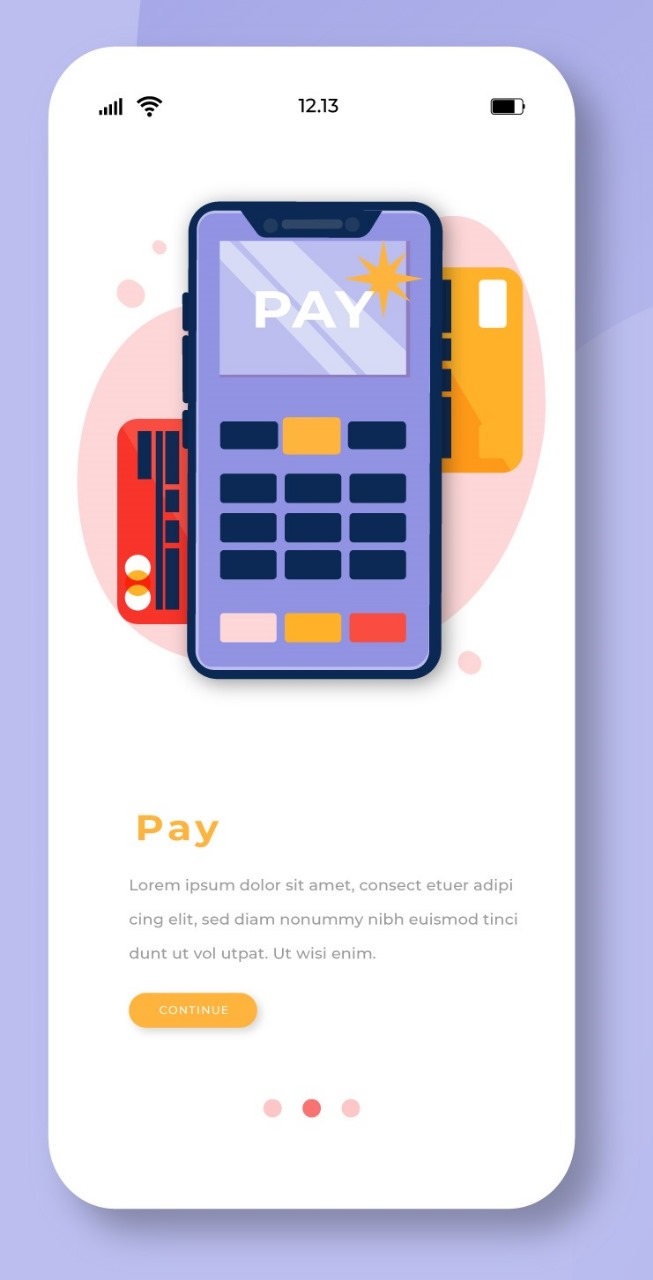 12.13
PAY
Pay
Lorem ipsum dolor sit amet, consect etuer adipi
cing elit, sed diam nonummy nibh euismod tinci
dunt ut vol utpat. Ut wisi enim.
CONTINUE